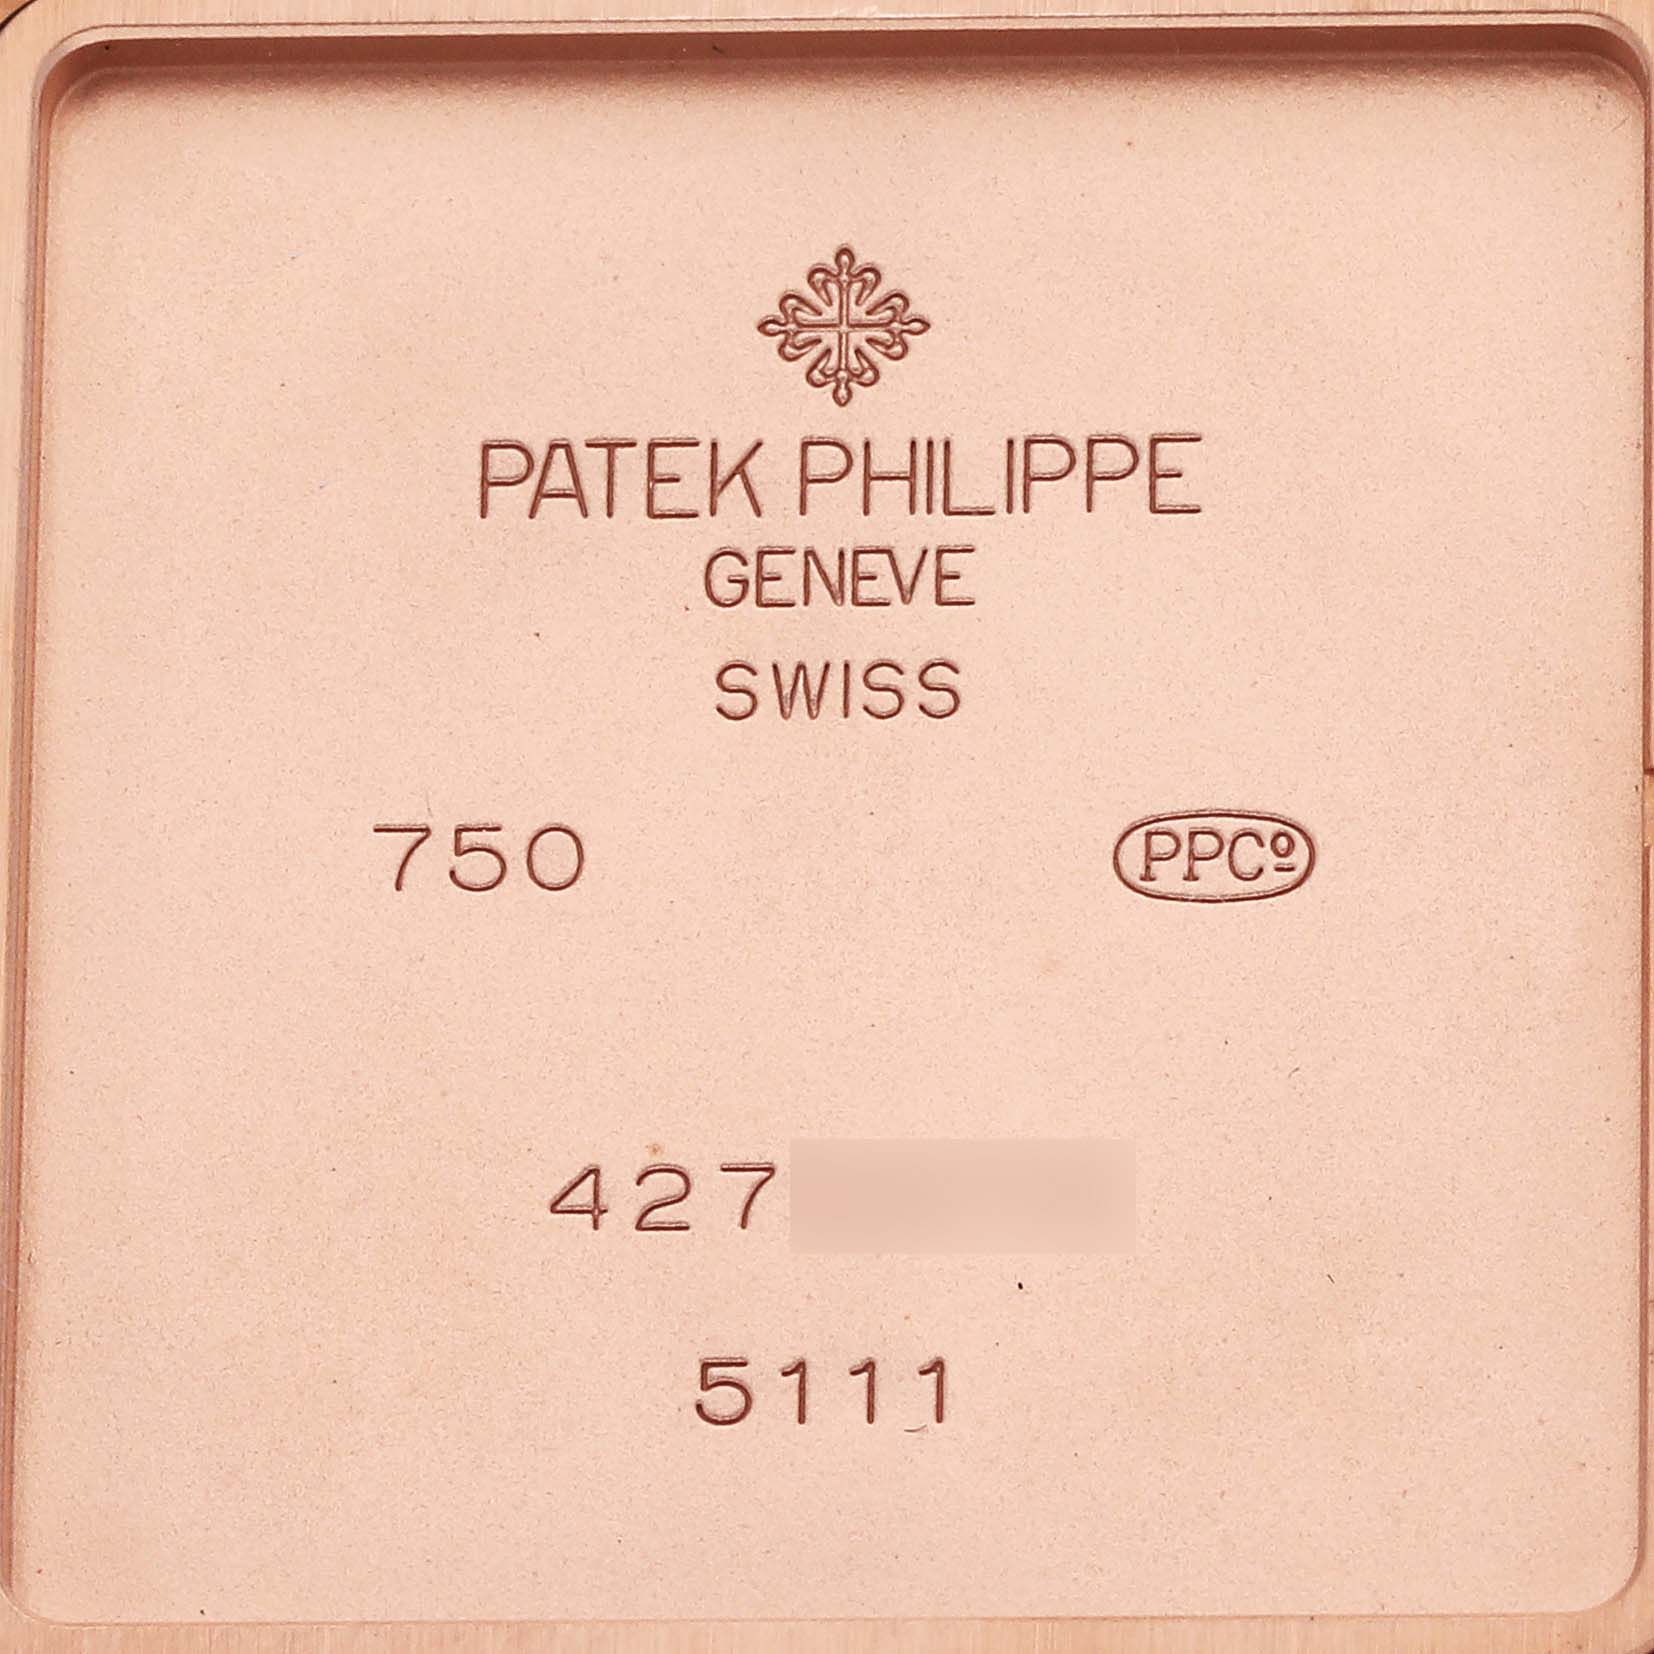 PATEK PHILIPPE
GENEVE
SWISS
750 PPCº
427
5111